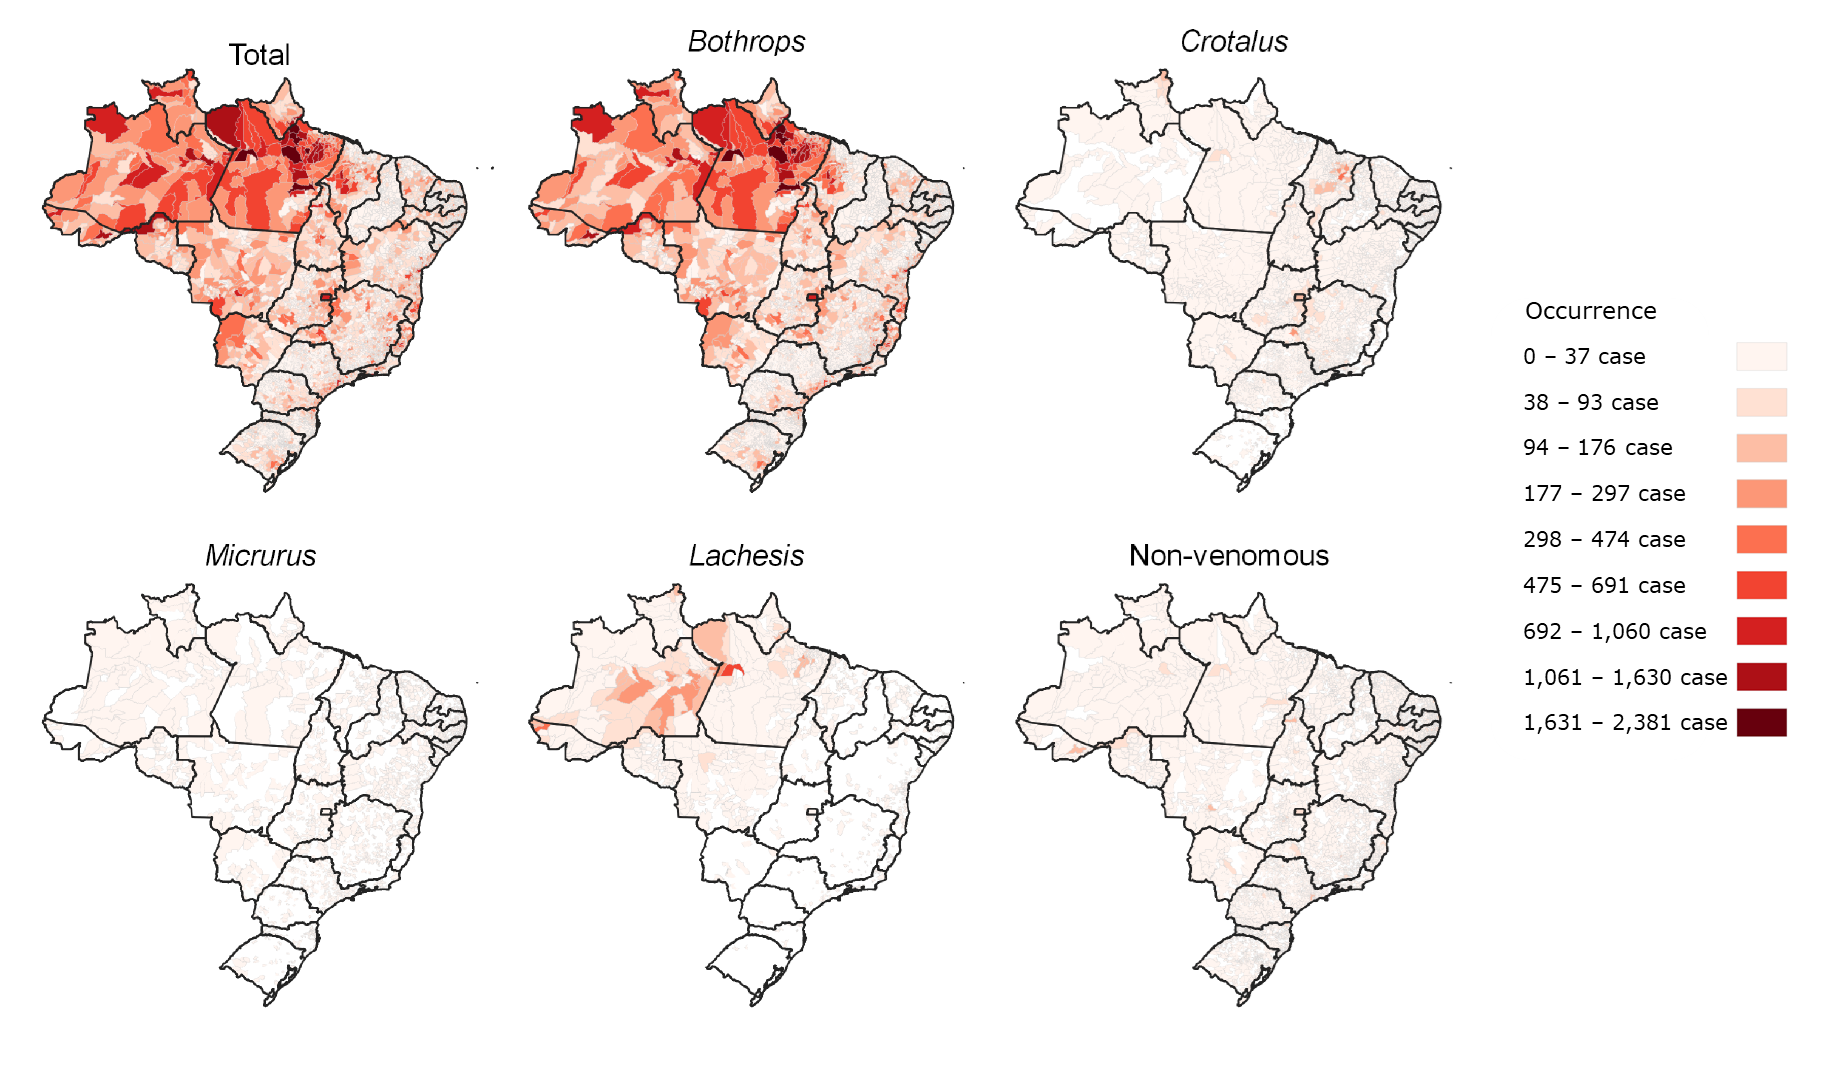 Total
Bothrops
Crotalus
Micrurus
Lachesis
Non-venomous
Occurrence
0 – 37 case
38 – 93 case
94 – 176 case
177 – 297 case
298 – 474 case
475 – 691 case
692 – 1,060 case
1,061 – 1,630 case
1,631 – 2,381 case